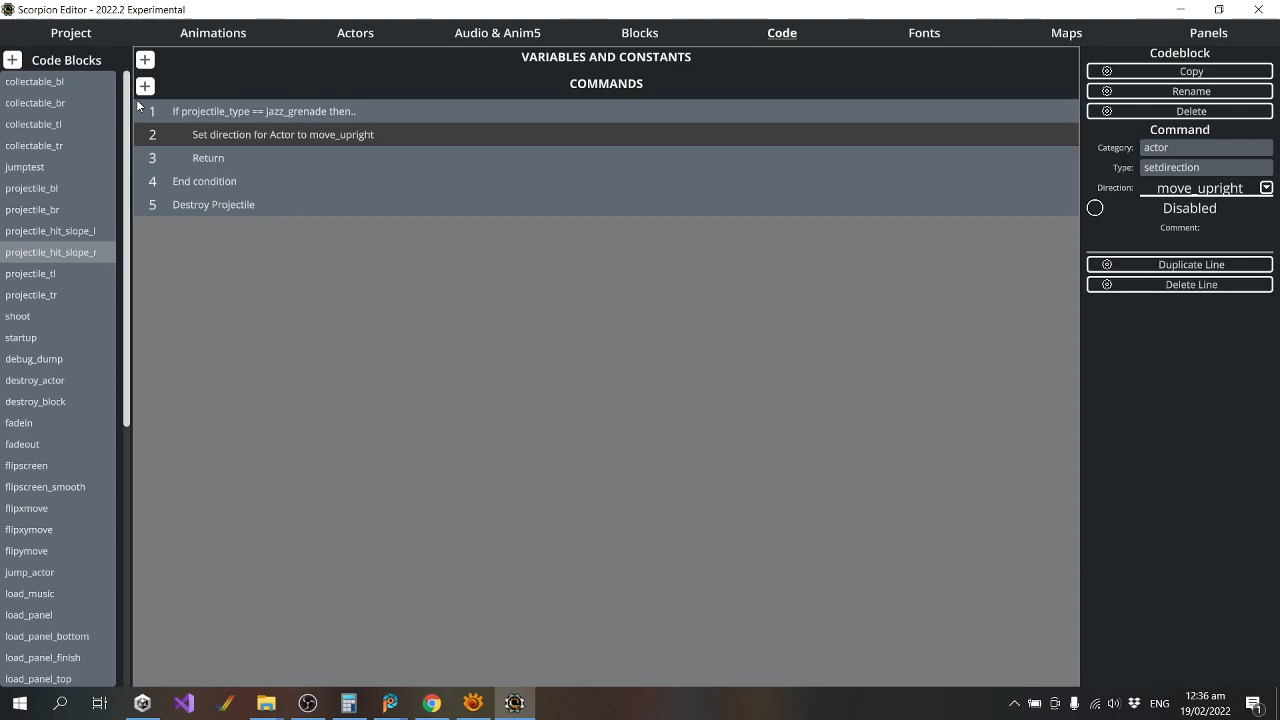 Scorpion Editor - 2022.2 Experimental
Project
Animations
Actors
Audio & Anim5
Blocks
Code
Fonts
Maps
Panels
Code Blocks
collectable_bl
collectable_br
collectable_tl
collectable_tr
jumptest
projectile_bl
projectile_br
projectile_hit_slope_l
projectile_hit_slope_r
projectile_tl
projectile_tr
shoot
startup
debug_dump
destroy_actor
destroy_block
fadein
fadeout
flipscreen
flipscreen_smooth
flipxmove
flipxymove
flipymove
jump_actor
load_music
load_panel
load_panel_bottom
load_panel_finish
load_panel_top
VARIABLES AND CONSTANTS
COMMANDS
1 If projectile_type == jazz_grenade then..
2 Set direction for Actor to move_upright
3 Return
4 End condition
5 Destroy Projectile
Codeblock
Copy
Rename
Delete
Command
Category: actor
Type: setdirection
Direction: move_upright
Disabled
Comment:
Duplicate Line
Delete Line
12:36 am
19/02/2022
1